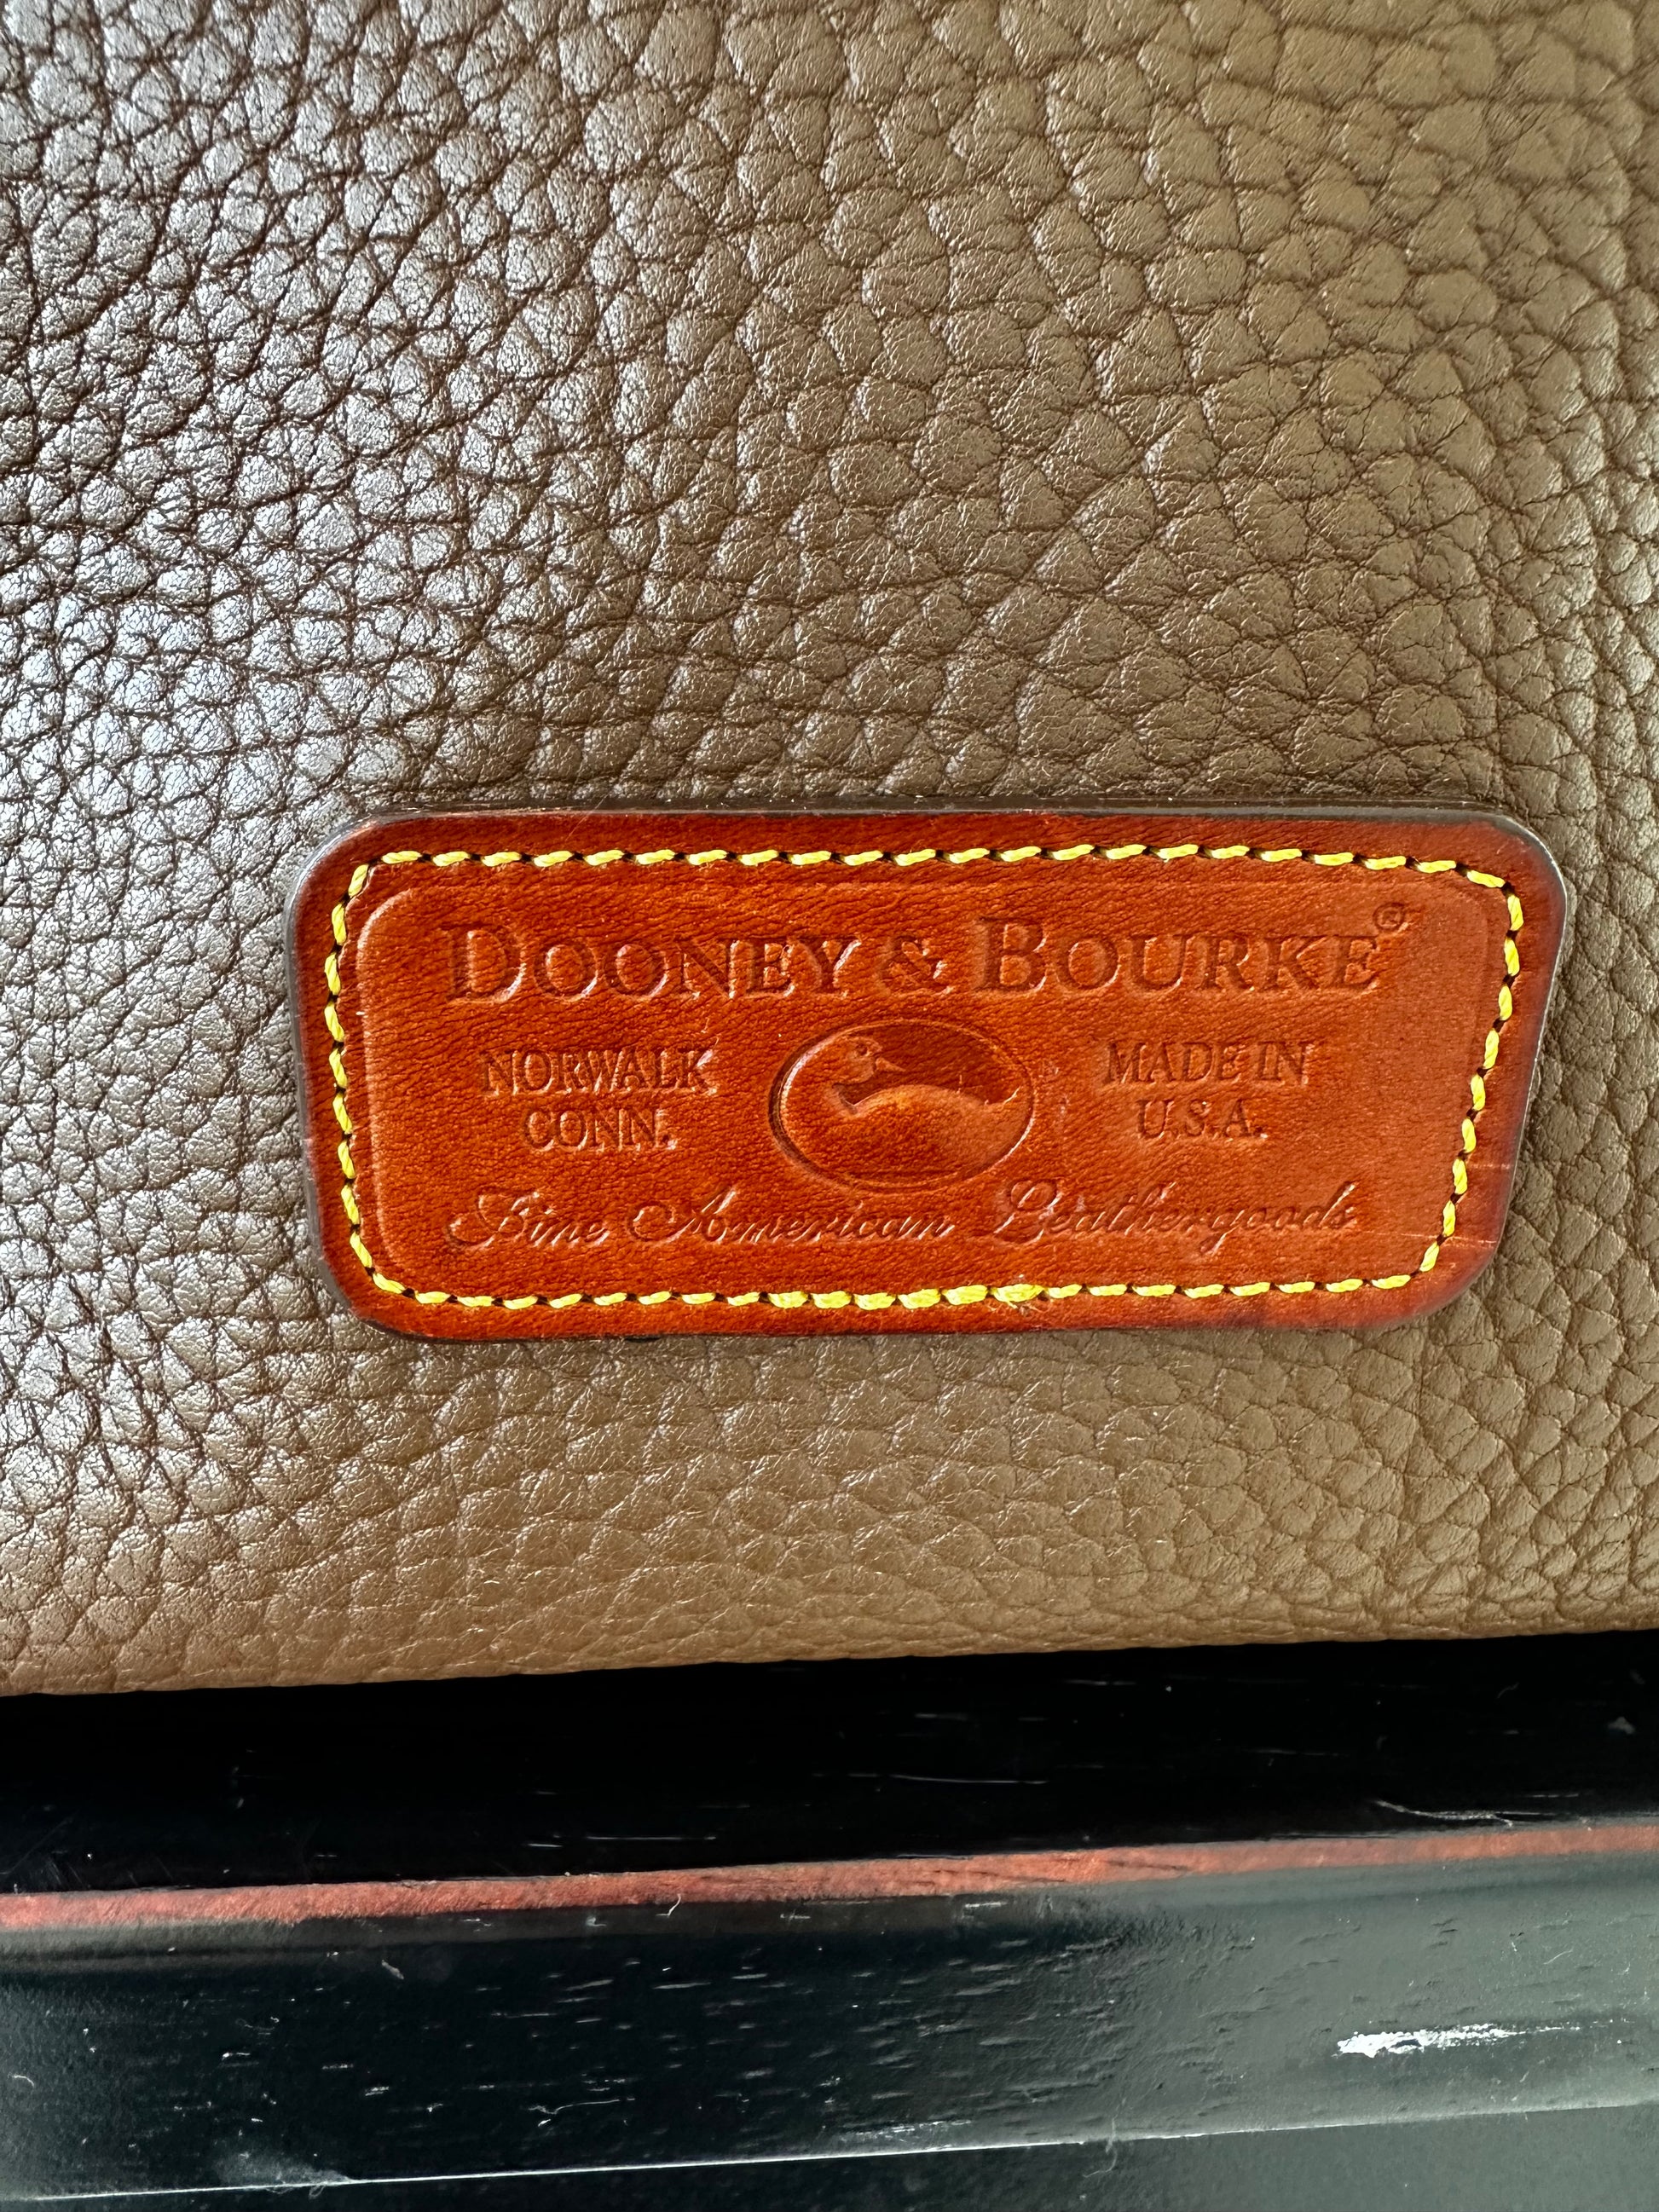 DOONEY & BOURKE®
NORWALK
CONN.
MADE IN
U.S.A.
Fine American Leathergoods